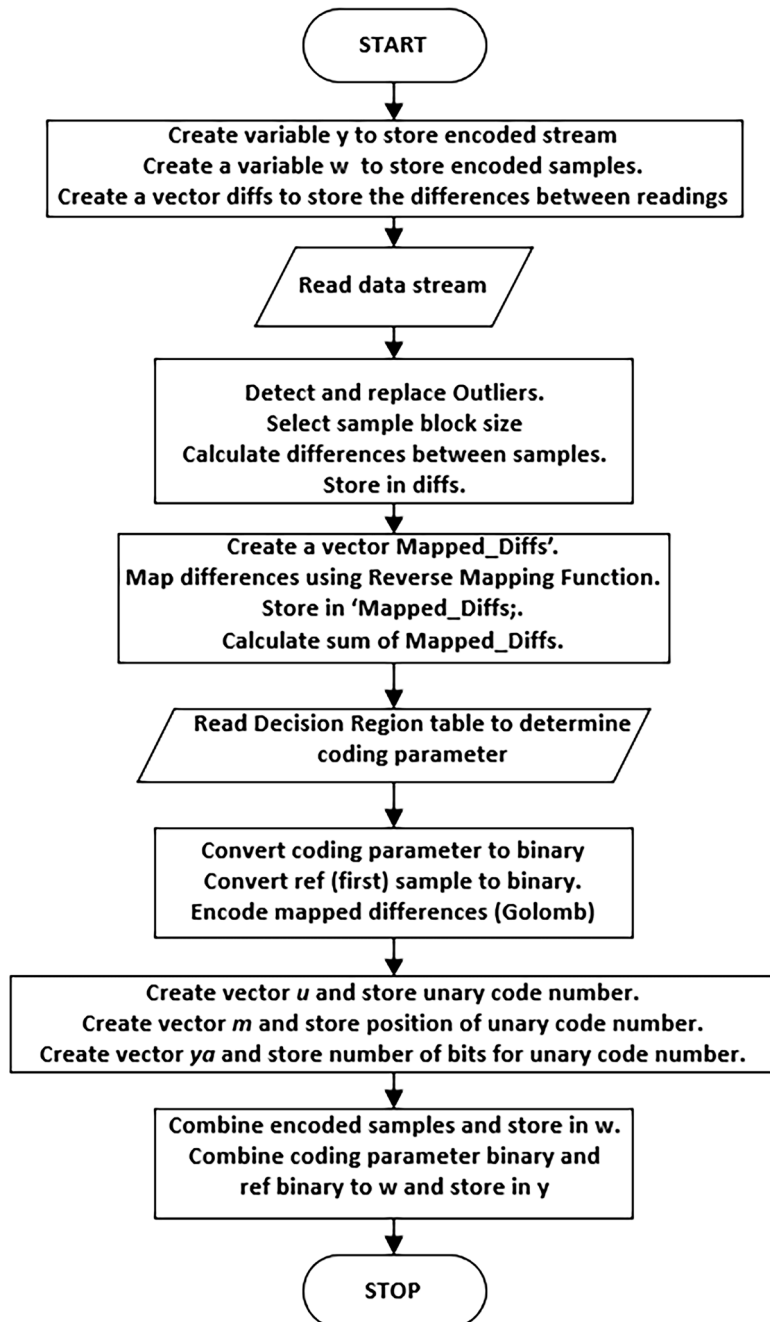 START
Create variable y to store encoded stream
Create a variable w to store encoded samples.
Create a vector diffs to store the differences between readings
Read data stream
Detect and replace Outliers.
Select sample block size
Calculate differences between samples.
Store in diffs.
Create a vector Mapped_Diffs’.
Map differences using Reverse Mapping Function.
Store in ‘Mapped_Diffs;.
Calculate sum of Mapped_Diffs.
Read Decision Region table to determine
coding parameter
Convert coding parameter to binary
Convert ref (first) sample to binary.
Encode mapped differences (Golomb)
Create vector u and store unary code number.
Create vector m and store position of unary code number.
Create vector ya and store number of bits for unary code number.
Combine encoded samples and store in w.
Combine coding parameter binary and
ref binary to w and store in y
STOP